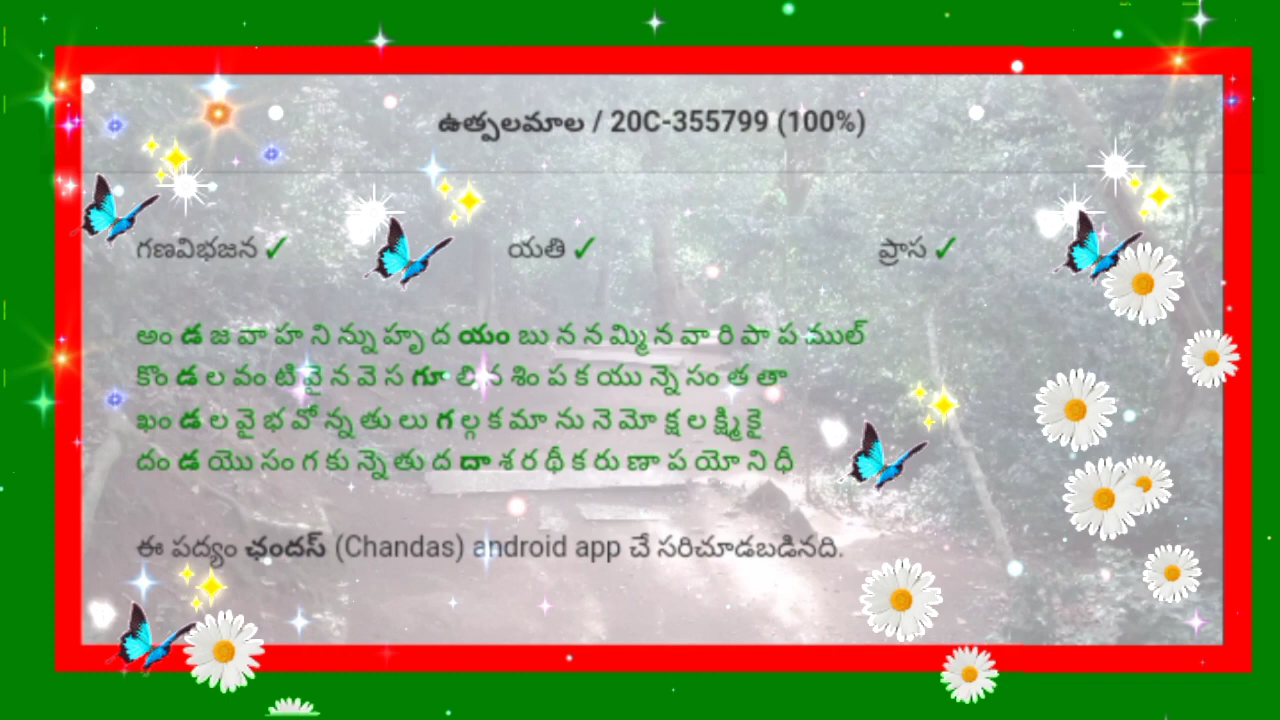 ఉత్పలమాల / 20C-355799 (100%)
గణవిభజన ✓ యతి ✓ ప్రాస ✓
అం డ జ వా హ ని న్ను హృ ద యం బు న న మ్మి న వా రి పా ప ముల్
కొం డ ల వం టి వై న వె స గూ లి న శిం ప క యు న్నె సం త తా
ఖం డ ల వై భ వో న్న తు లు గ ల్గ క మా ను నె మో క్ష ల క్ష్మి కై
దం డ యొ సం గ కు న్నె తు ద దా శ ర థీ క రు ణా ప యో ని ధీ
ఈ పద్యం ఛందస్ (Chandas) android app చే సరిచూడబడినది.